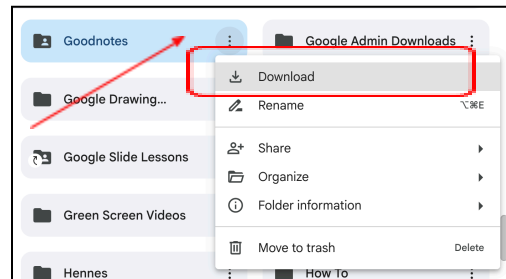 Goodnotes
Google Admin Downloads
Download
Google Drawing...
Rename ⌥⌘E
Google Slide Lessons
Share
Organize
Green Screen Videos
Folder information
Move to trash Delete
Hennes
How To